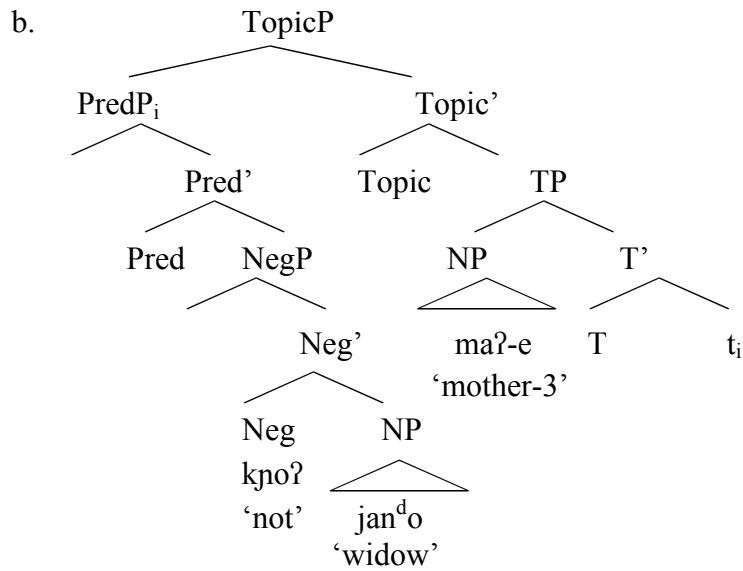 b. TopicP
PredPᵢ Topic’
Pred’ Topic TP
Pred NegP NP T’
Neg’ maʔ-e T tᵢ
‘mother-3’
Neg NP
kɲoʔ
‘not’ janᵈo
‘widow’